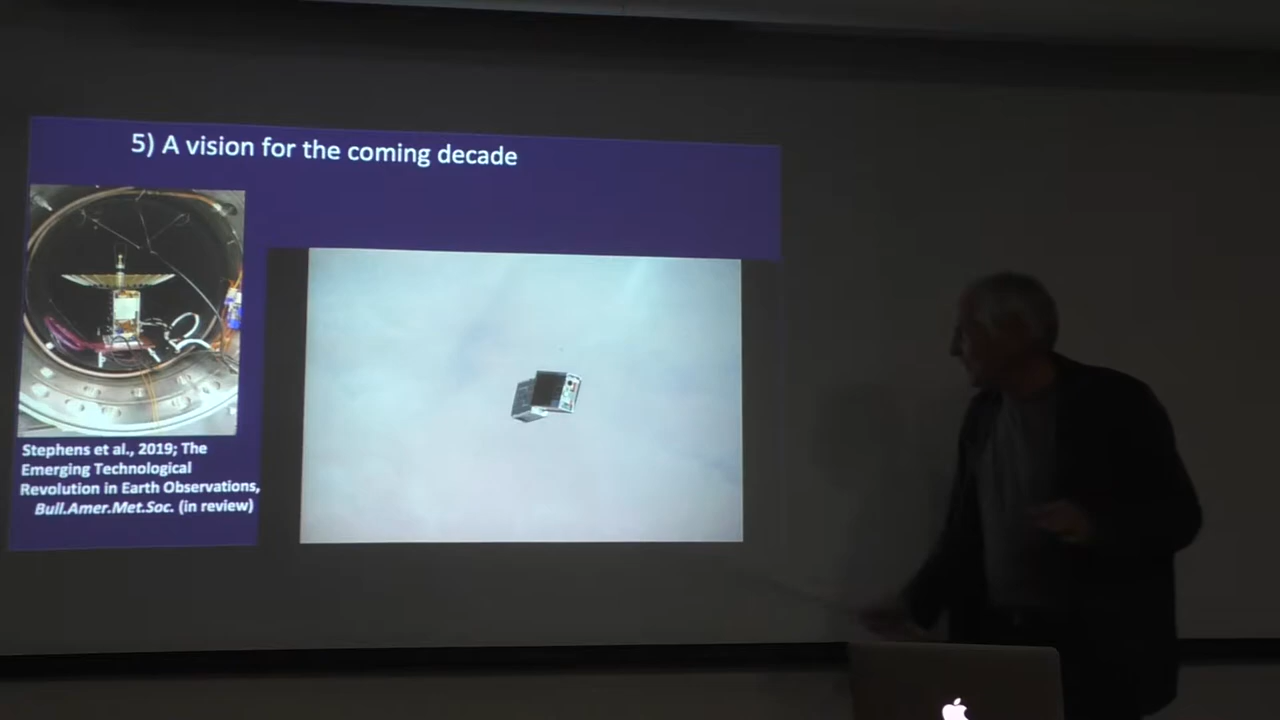 5) A vision for the coming decade
Stephens et al., 2019; The
Emerging Technological
Revolution in Earth Observations,
Bull.Amer.Met.Soc. (in review)